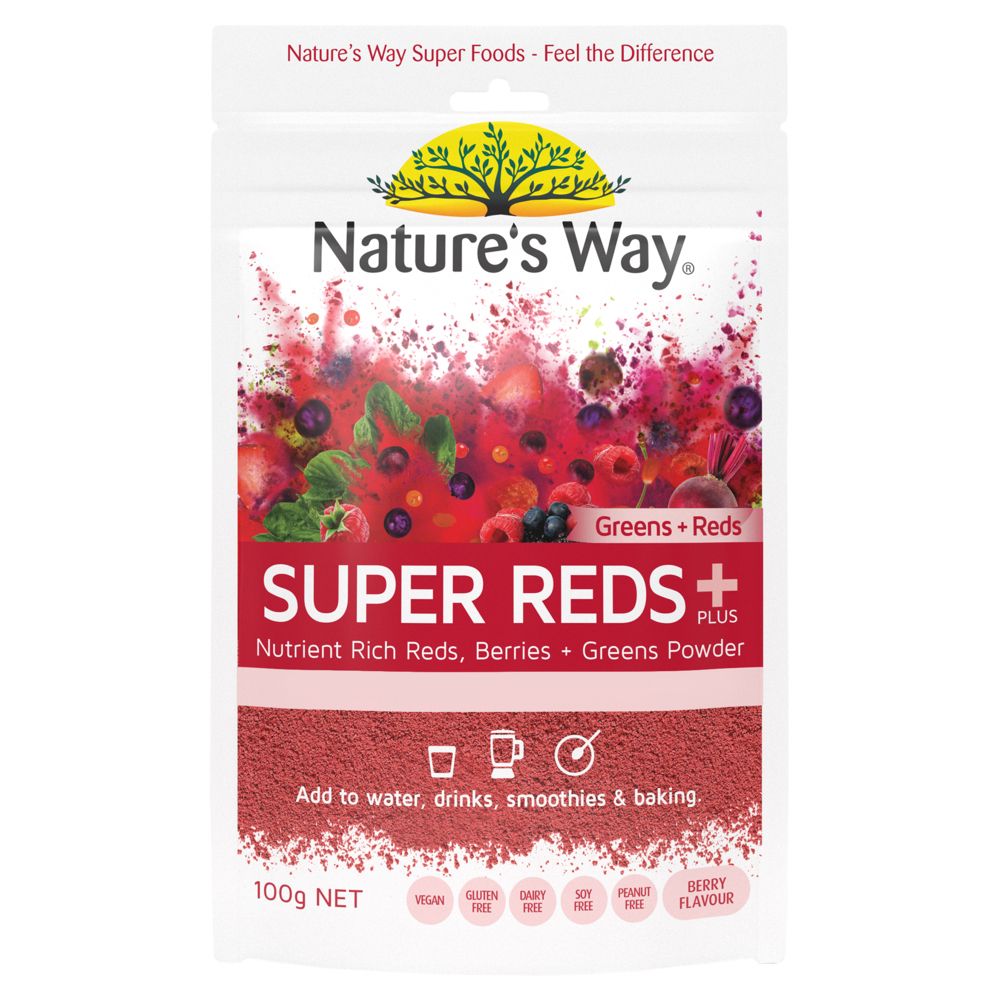 Nature's Way Super Foods - Feel the Difference
Nature's Way®
Greens + Reds
SUPER REDS +
PLUS
Nutrient Rich Reds, Berries + Greens Powder
Add to water, drinks, smoothies & baking.
100g NET
VEGAN
GLUTEN
FREE
DAIRY
FREE
SOY
FREE
PEANUT
FREE
BERRY
FLAVOUR